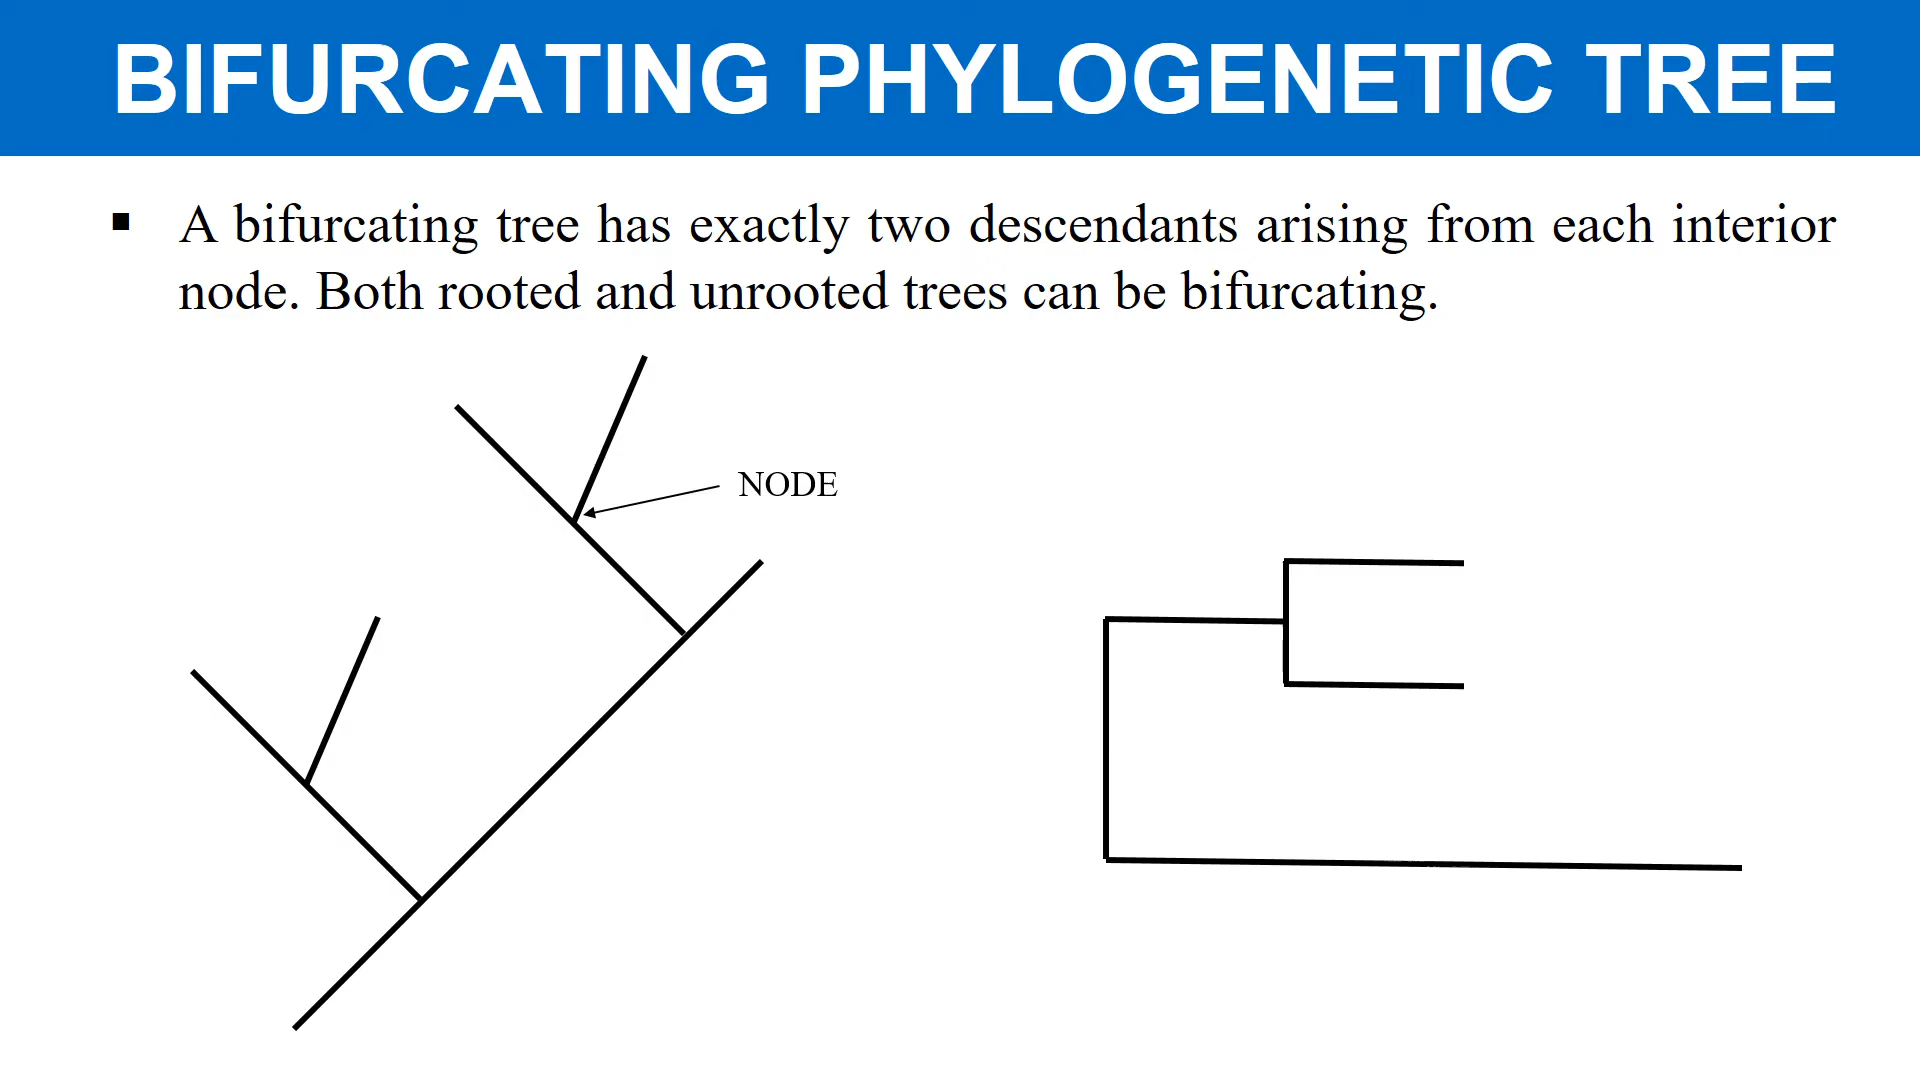 BIFURCATING PHYLOGENETIC TREE
▪ A bifurcating tree has exactly two descendants arising from each interior
node. Both rooted and unrooted trees can be bifurcating.
NODE